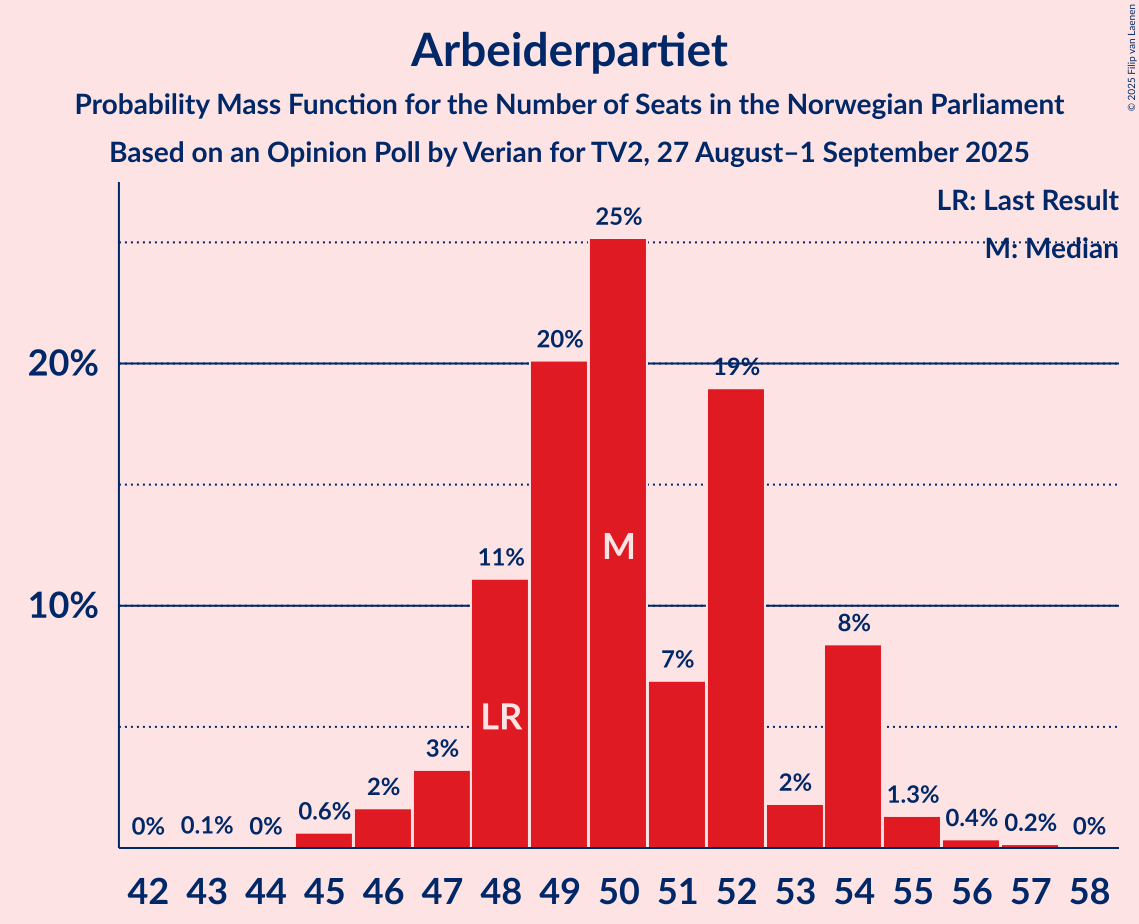 © 2025 Filip van Laenen
Arbeiderpartiet
Probability Mass Function for the Number of Seats in the Norwegian Parliament
Based on an Opinion Poll by Verian for TV2, 27 August–1 September 2025
LR: Last Result
M: Median
20%
10%
0%
0.1%
0%
0.6%
2%
3%
11%
20%
25%
7%
19%
2%
8%
1.3%
0.4%
0.2%
0%
LR
M
42 43 44 45 46 47 48 49 50 51 52 53 54 55 56 57 58